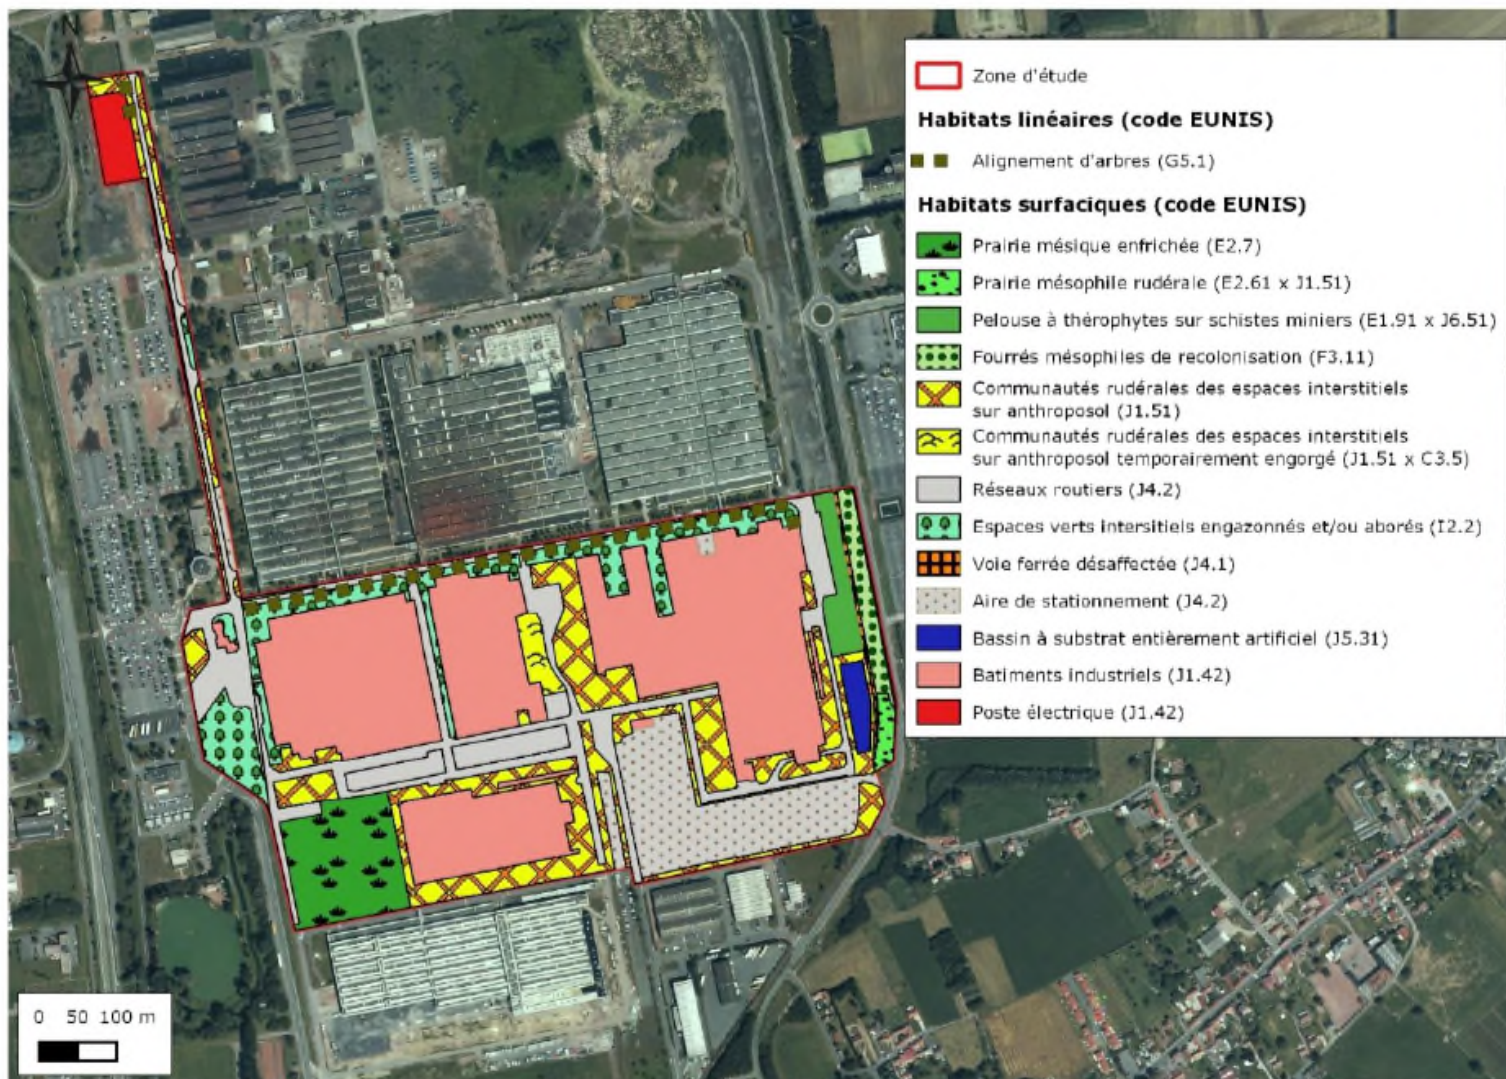 N
Zone d'étude
Habitats linéaires (code EUNIS)
Alignement d'arbres (G5.1)
Habitats surfaciques (code EUNIS)
Prairie mésique enfrichée (E2.7)
Prairie mésophile rudérale (E2.61 x J1.51)
Pelouse à thérophytes sur schistes miniers (E1.91 x J6.51)
Fourrés mésophiles de recolonisation (F3.11)
Communautés rudérales des espaces interstitiels
sur anthroposol (J1.51)
Communautés rudérales des espaces interstitiels
sur anthroposol temporairement engorgé (J1.51 x C3.5)
Réseaux routiers (J4.2)
Espaces verts intersitiels engazonnés et/ou aborés (I2.2)
Voie ferrée désaffectée (J4.1)
Aire de stationnement (J4.2)
Bassin à substrat entièrement artificiel (J5.31)
Batiments industriels (J1.42)
Poste électrique (J1.42)
0 50 100 m